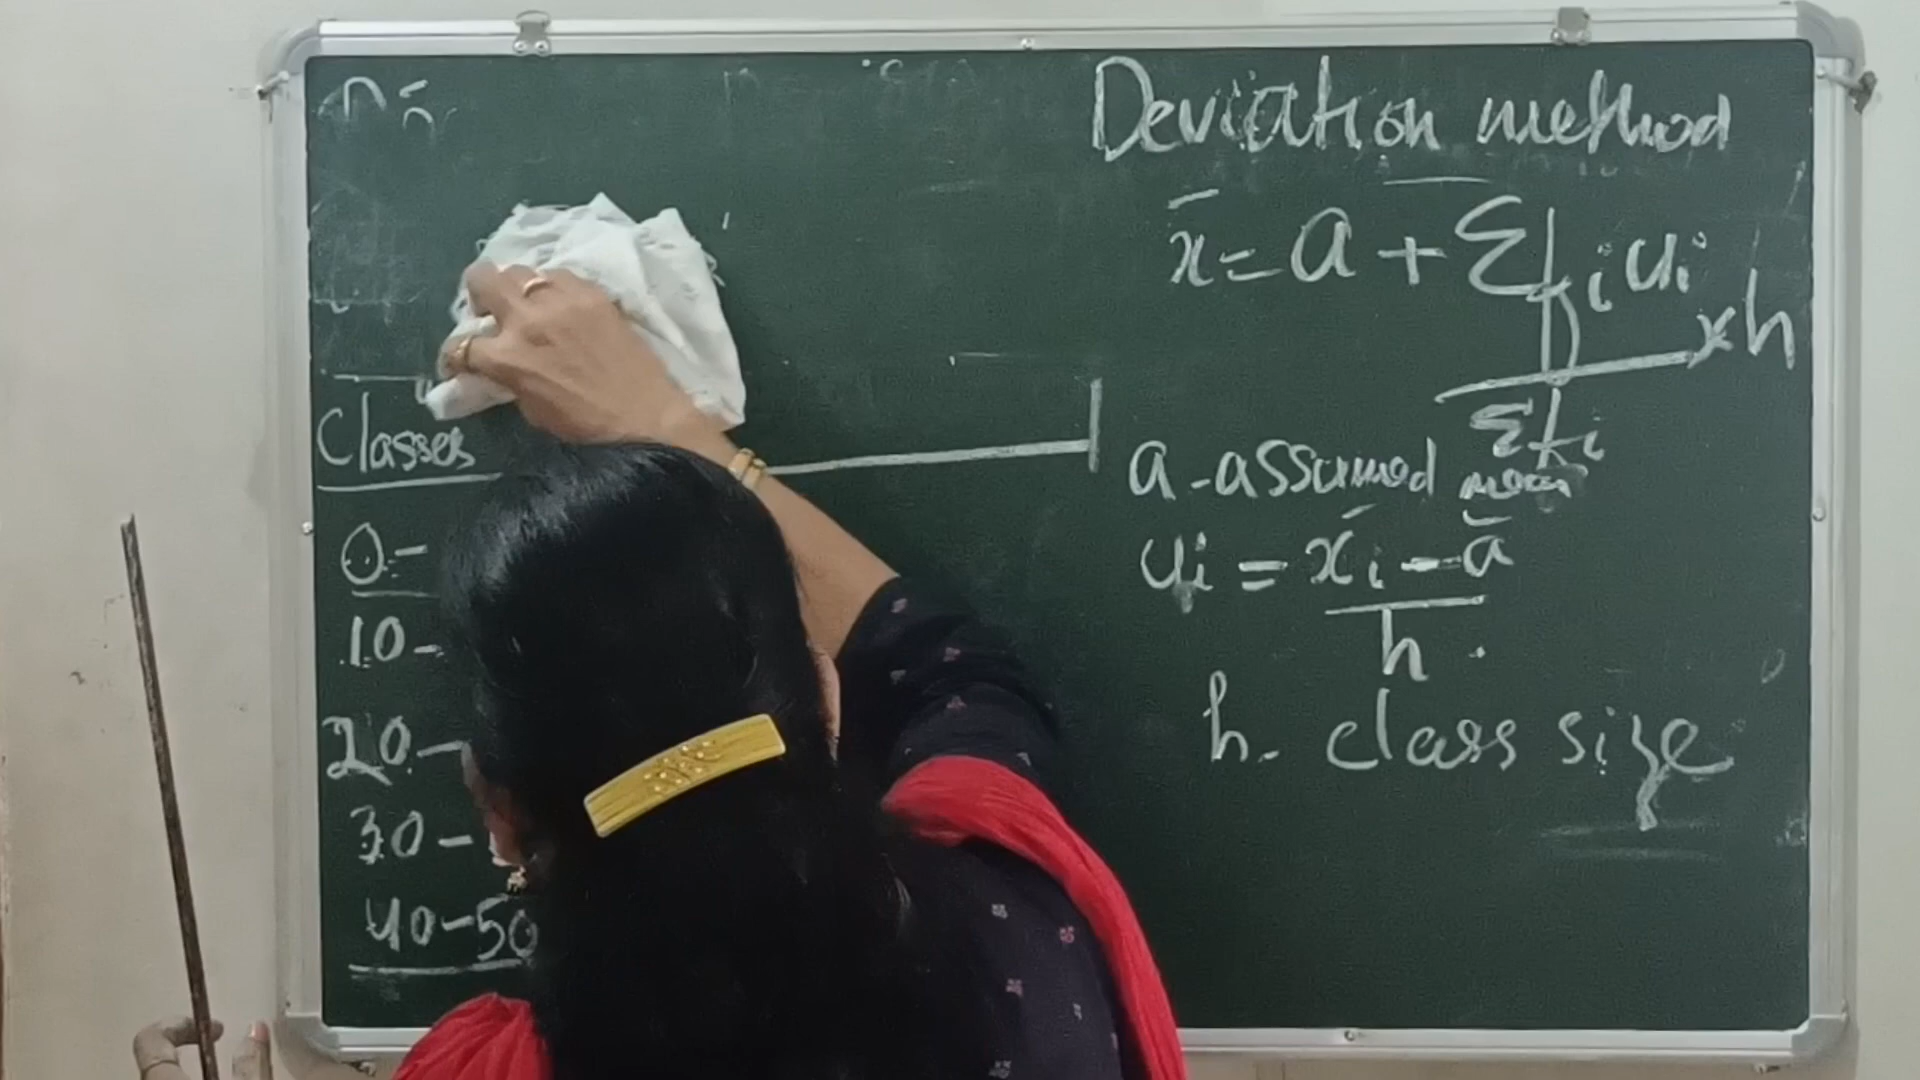 Classes
0-
10-
20-
30-
40-50
Deviation method
x̄ = a + Σfiui
× h
Σfi
a - assumed mean
ui = xi - a
h
h. class size